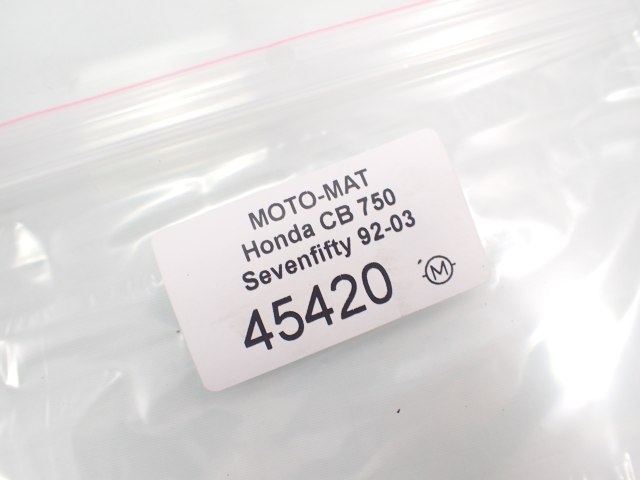 MOTO-MAT
Honda CB 750
Sevenfifty 92-03
45420
M